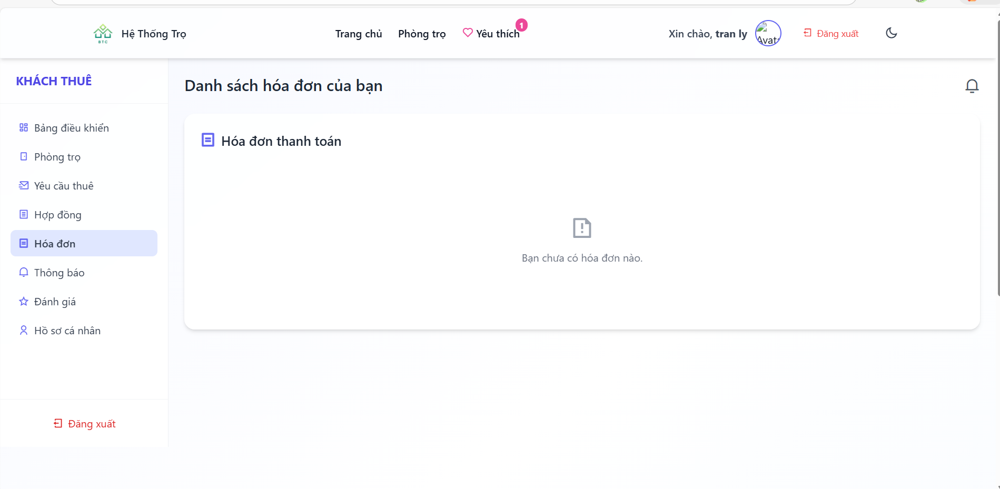 BTC
Hệ Thống Trọ
Trang chủ
Phòng trọ
Yêu thích
1
Xin chào, tran ly
Avata
Đăng xuất
KHÁCH THUÊ
Bảng điều khiển
Phòng trọ
Yêu cầu thuê
Hợp đồng
Hóa đơn
Thông báo
Đánh giá
Hồ sơ cá nhân
Đăng xuất
Danh sách hóa đơn của bạn
Hóa đơn thanh toán
Bạn chưa có hóa đơn nào.